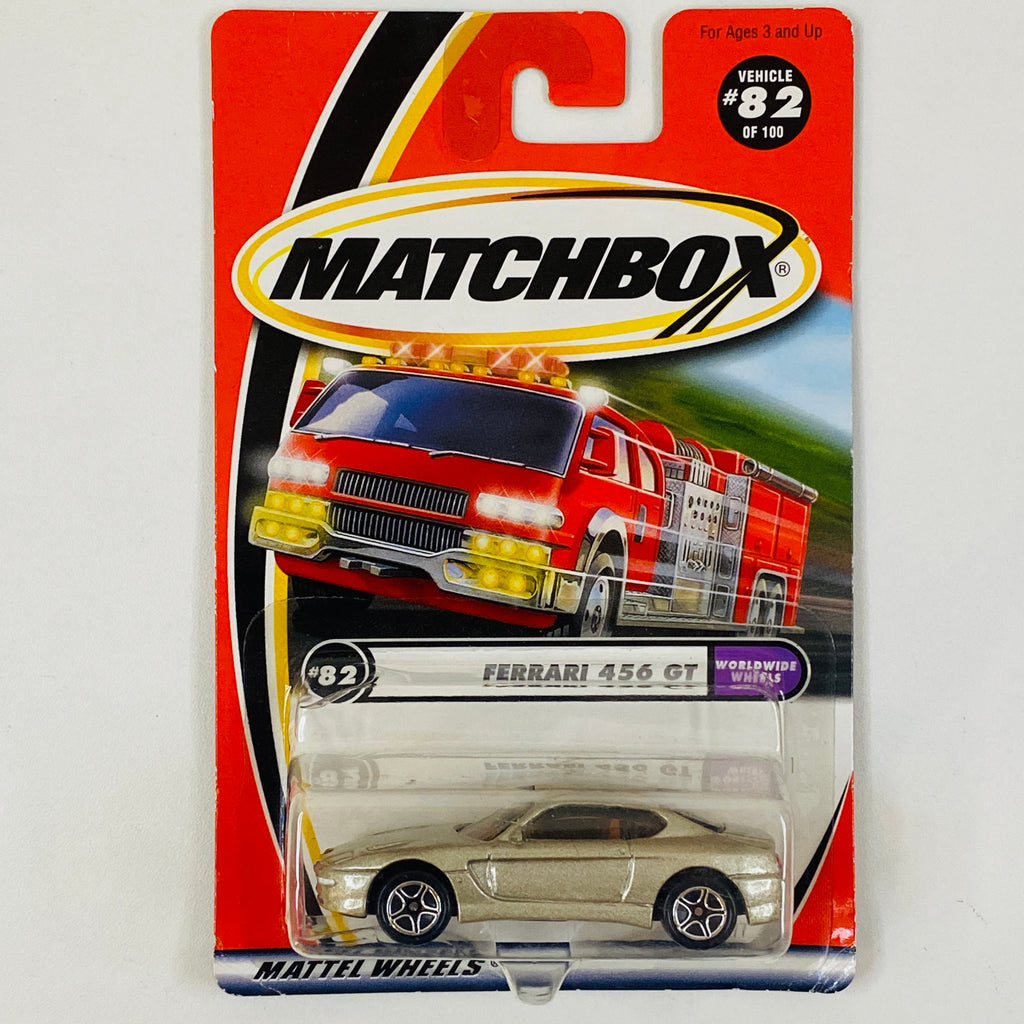 For Ages 3 and Up
VEHICLE
#82
OF 100
MATCHBOX®
#82
FERRARI 456 GT
WORLDWIDE
WHEELS
MATTEL WHEELS®